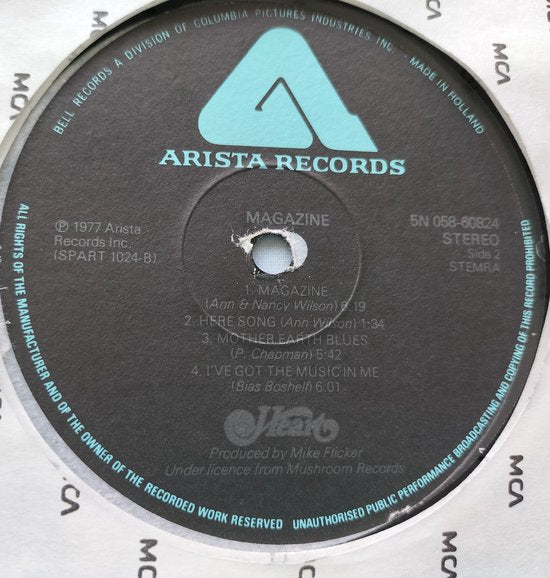 BELL RECORDS A DIVISION OF COLUMBIA PICTURES INDUSTRIES INC.
MADE IN HOLLAND
ARISTA RECORDS
MAGAZINE
℗ 1977 Arista
Records Inc.
(SPART 1024-B)
5N 058-60824
STEREO
Side 2
STEMRA
1. MAGAZINE
(Ann & Nancy Wilson) 6:19
2. HERE SONG (Ann Wilson) 1:34
3. MOTHER EARTH BLUES
(P. Chapman) 5:42
4. I'VE GOT THE MUSIC IN ME
(Bias Boshell) 6:01
Heart
Produced by Mike Flicker
Under licence from Mushroom Records
ALL RIGHTS OF THE MANUFACTURER AND OF THE OWNER OF THE RECORDED WORK RESERVED
UNAUTHORISED PUBLIC PERFORMANCE BROADCASTING AND COPYING OF THIS RECORD PROHIBITED
MCA
MCA
MCA
MCA
MCA
MCA
CA
MCA
MCA